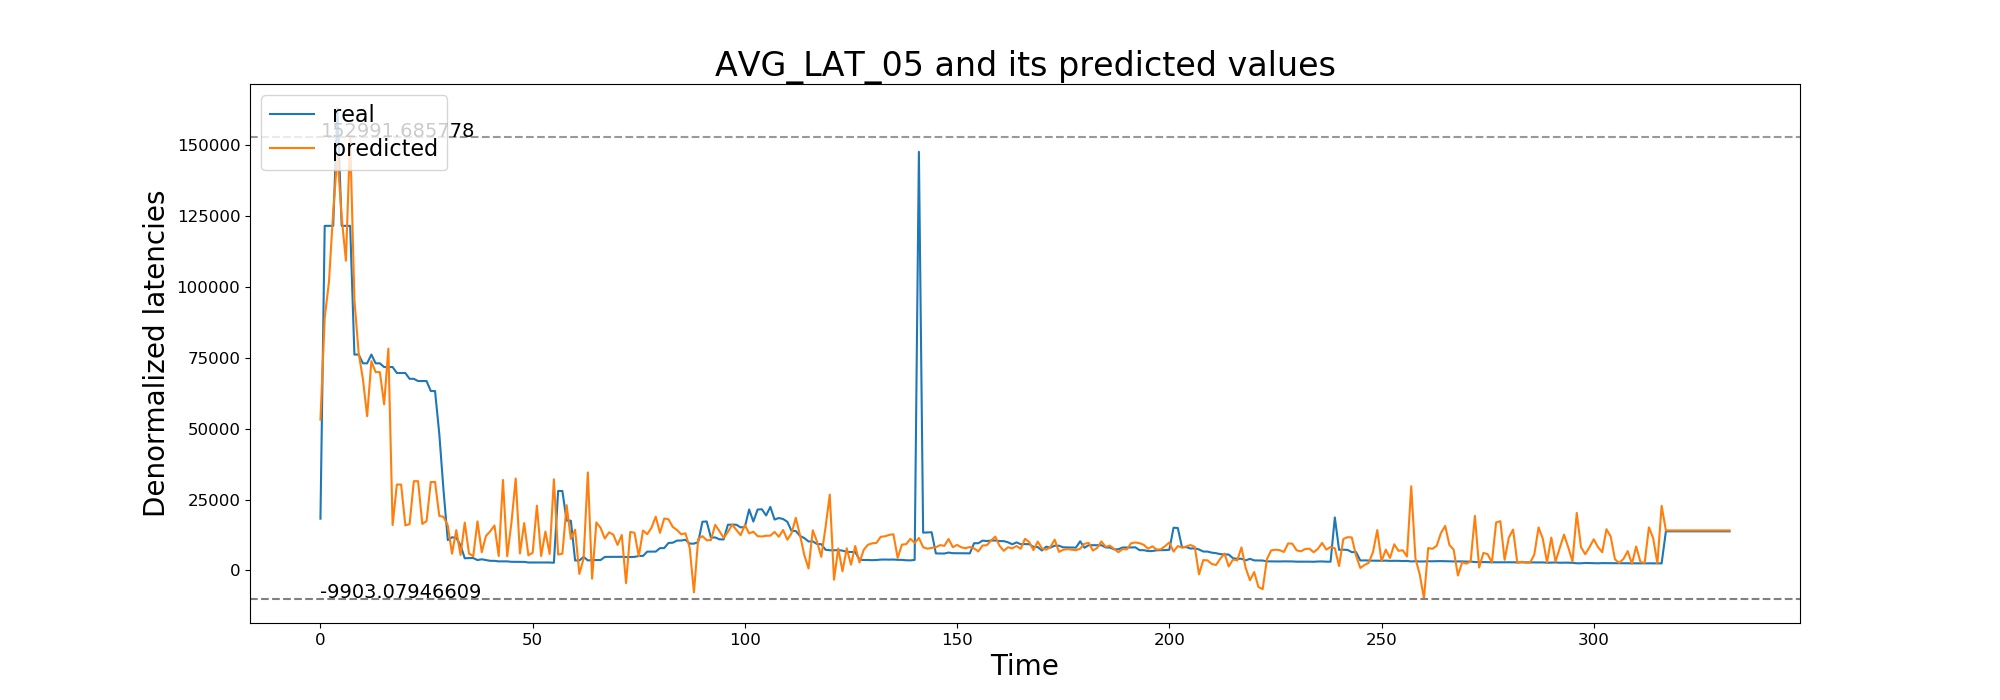 AVG_LAT_05 and its predicted values
real
152991.685778
predicted
Denormalized latencies
150000
125000
100000
75000
50000
25000
0
-9903.07946609
0 50 100 150 200 250 300
Time